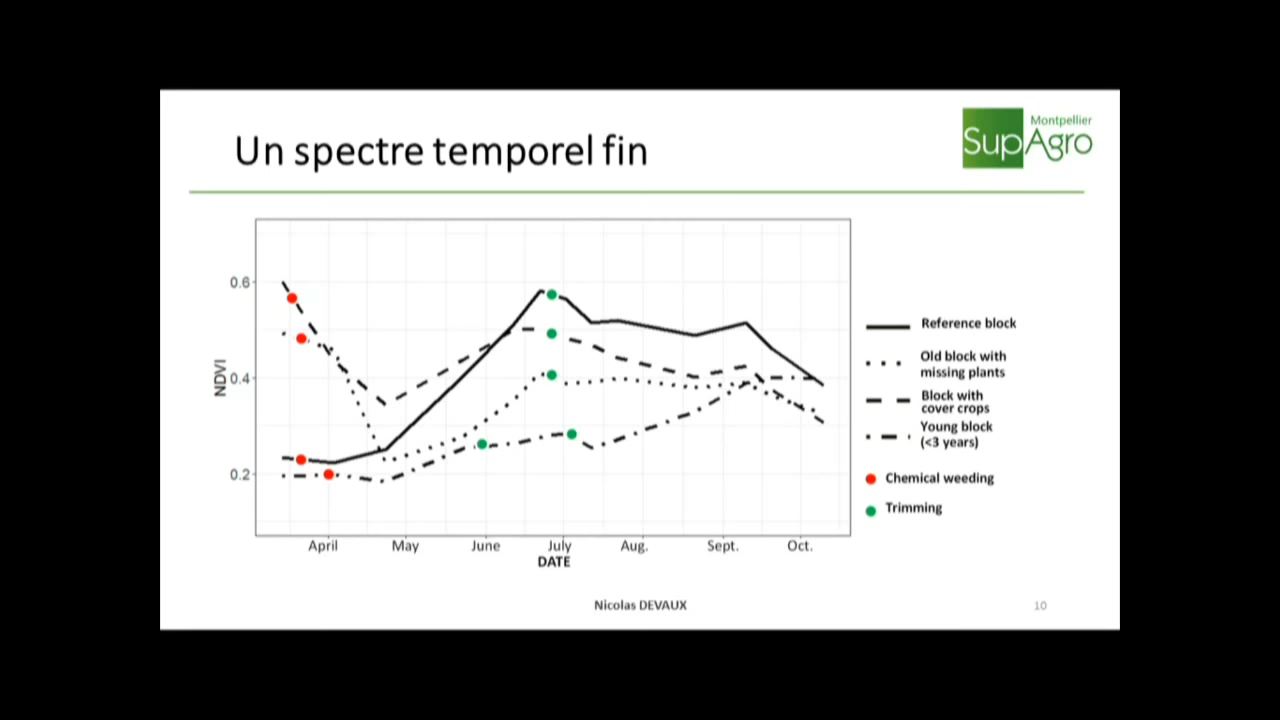 Un spectre temporel fin
Montpellier
SupAgro
0.6
0.4
0.2
NDVI
April May June July Aug. Sept. Oct.
DATE
Reference block
Old block with
missing plants
Block with
cover crops
Young block
(<3 years)
Chemical weeding
Trimming
Nicolas DEVAUX
10